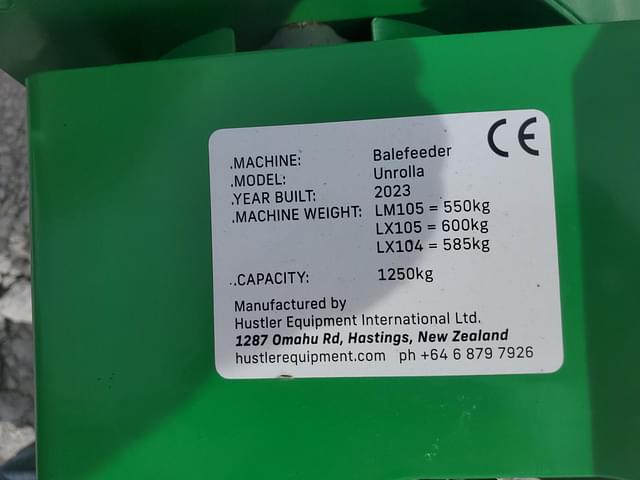 CE
.MACHINE: Balefeeder
.MODEL: Unrolla
.YEAR BUILT: 2023
.MACHINE WEIGHT: LM105 = 550kg
LX105 = 600kg
LX104 = 585kg
..CAPACITY: 1250kg
Manufactured by
Hustler Equipment International Ltd.
1287 Omahu Rd, Hastings, New Zealand
hustlerequipment.com ph +64 6 879 7926